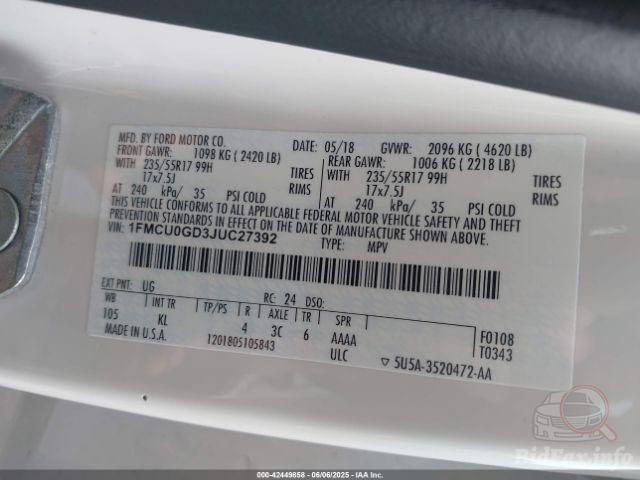 MFD. BY FORD MOTOR CO.
DATE: 05/18 GVWR: 2096 KG ( 4620 LB)
FRONT GAWR: 1098 KG ( 2420 LB) REAR GAWR: 1006 KG ( 2218 LB)
WITH 235/55R17 99H TIRES WITH 235/55R17 99H TIRES
17x7.5J RIMS 17x7.5J RIMS
AT 240 kPa/ 35 PSI COLD AT 240 kPa/ 35 PSI COLD
THIS VEHICLE CONFORMS TO ALL APPLICABLE FEDERAL MOTOR VEHICLE SAFETY AND THEFT
PREVENTION STANDARDS IN EFFECT ON THE DATE OF MANUFACTURE SHOWN ABOVE.
VIN: 1FMCU0GD3JUC27392 TYPE: MPV
EXT PNT: UG RC: 24 DSO:
WB INT TR TP/PS R AXLE TR SPR
105 KL 4 3C 6 AAAA F0108
MADE IN U.S.A. 1201805105843 ULC T0343
▽ 5U5A-3520472-AA
BidFax.info
000-42449858 - 06/06/2025 - IAA Inc.